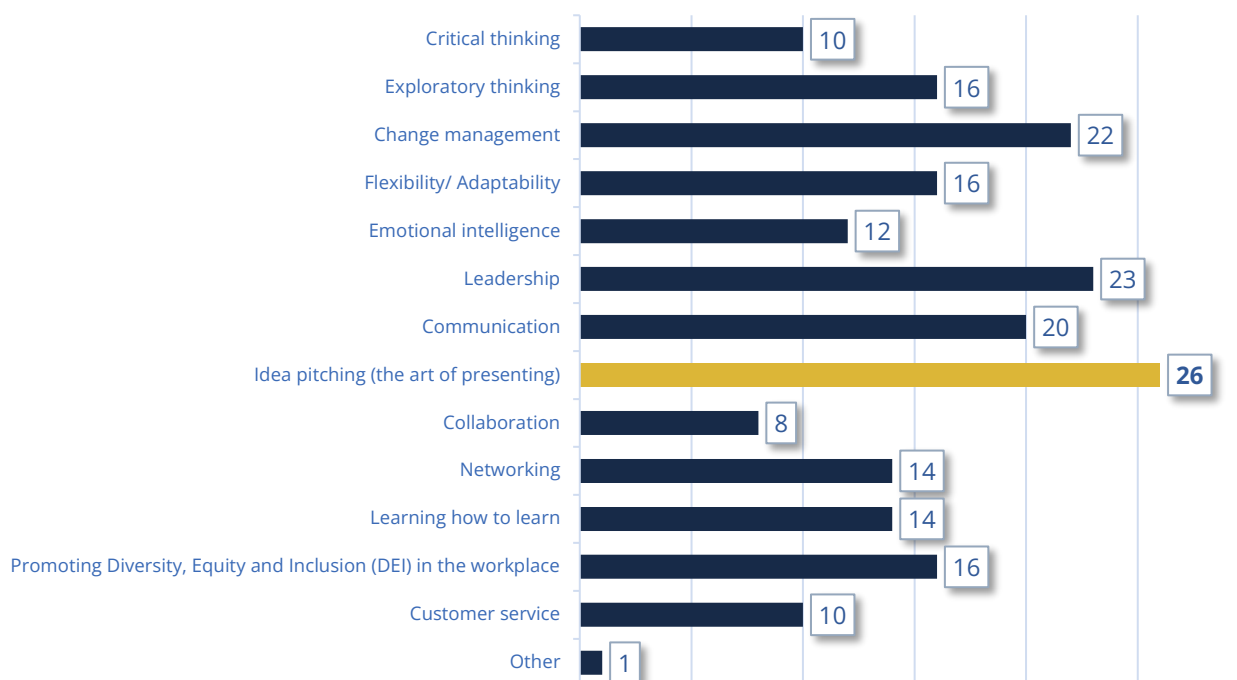 Critical thinking 10
Exploratory thinking 16
Change management 22
Flexibility/ Adaptability 16
Emotional intelligence 12
Leadership 23
Communication 20
Idea pitching (the art of presenting) 26
Collaboration 8
Networking 14
Learning how to learn 14
Promoting Diversity, Equity and Inclusion (DEI) in the workplace 16
Customer service 10
Other 1